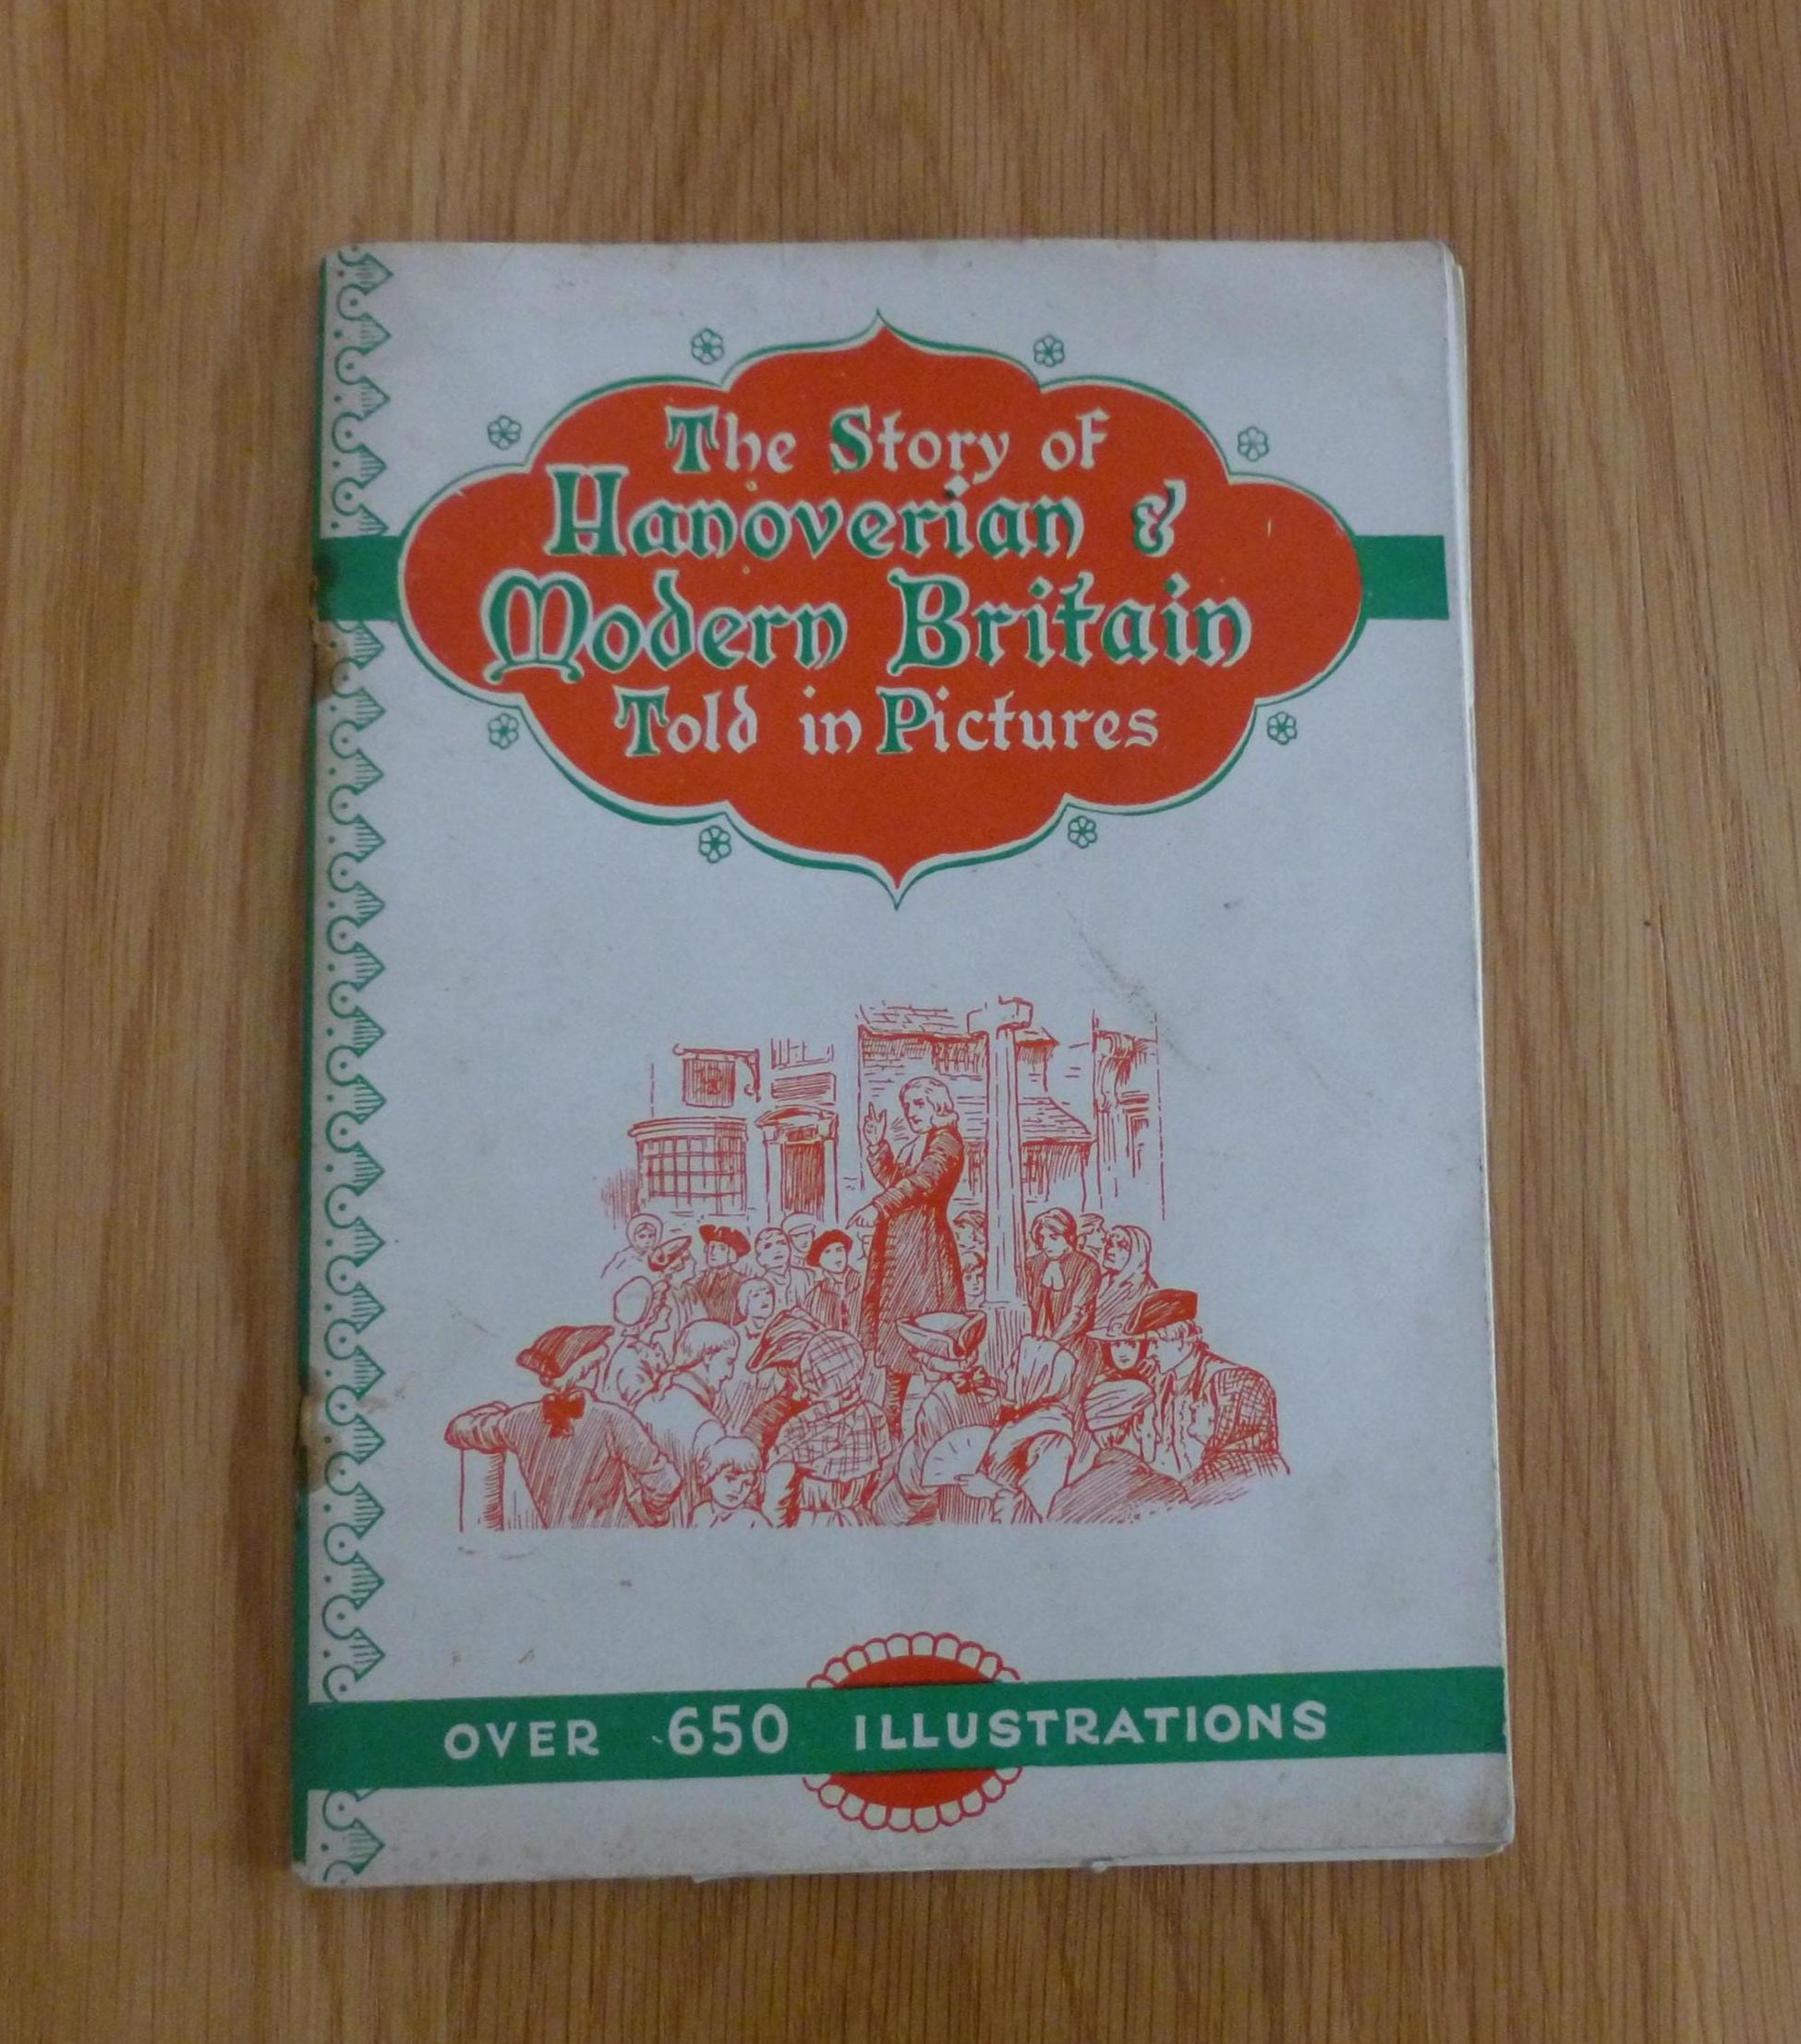 The Story of
Hanoverian &
Modern Britain
Told in Pictures
OVER 650 ILLUSTRATIONS